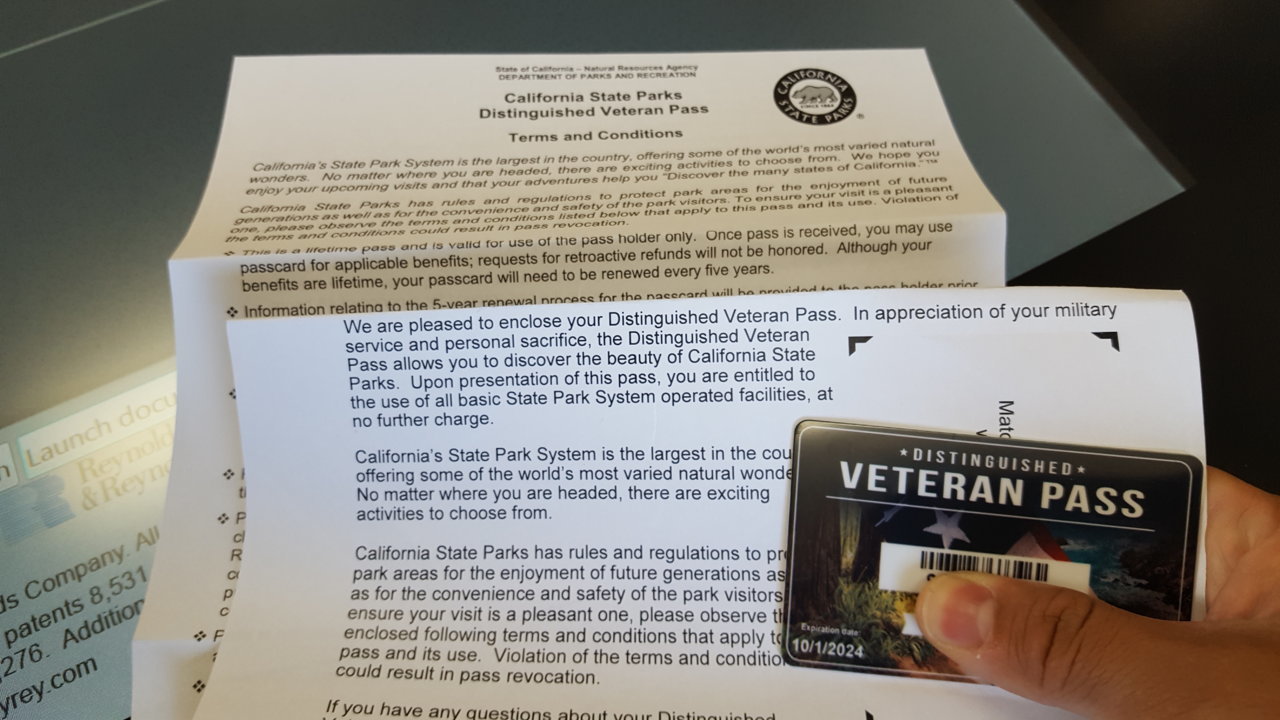 State of California – Natural Resources Agency
DEPARTMENT OF PARKS AND RECREATION
California State Parks
Distinguished Veteran Pass
Terms and Conditions
CALIFORNIA
SINCE 1864
STATE PARKS
®
California's State Park System is the largest in the country, offering some of the world's most varied natural
wonders. No matter where you are headed, there are exciting activities to choose from. We hope you
enjoy your upcoming visits and that your adventures help you "Discover the many states of California."™
California State Parks has rules and regulations to protect park areas for the enjoyment of future
generations as well as for the convenience and safety of the park visitors. To ensure your visit is a pleasant
one, please observe the terms and conditions listed below that apply to this pass and its use. Violation of
the terms and conditions could result in pass revocation.
❖ This is a lifetime pass and is valid for use of the pass holder only. Once pass is received, you may use
passcard for applicable benefits; requests for retroactive refunds will not be honored. Although your
benefits are lifetime, your passcard will need to be renewed every five years.
❖ Information relating to the 5-year renewal process for the passcard will be provided to the pass holder prior
We are pleased to enclose your Distinguished Veteran Pass. In appreciation of your military
service and personal sacrifice, the Distinguished Veteran
Pass allows you to discover the beauty of California State
Parks. Upon presentation of this pass, you are entitled to
the use of all basic State Park System operated facilities, at
no further charge.
California's State Park System is the largest in the cou
offering some of the world's most varied natural wonde
No matter where you are headed, there are exciting
activities to choose from.
California State Parks has rules and regulations to pr
park areas for the enjoyment of future generations as
as for the convenience and safety of the park visitors
ensure your visit is a pleasant one, please observe th
enclosed following terms and conditions that apply to
pass and its use. Violation of the terms and conditio
could result in pass revocation.
If you have any questions about your Distinguished
★ DISTINGUISHED ★
VETERAN PASS
Expiration date:
10/1/2024
Launch docu
Reynold
& Reyn
ds Company. All
patents 8,531
,276. Addition
yrey.com